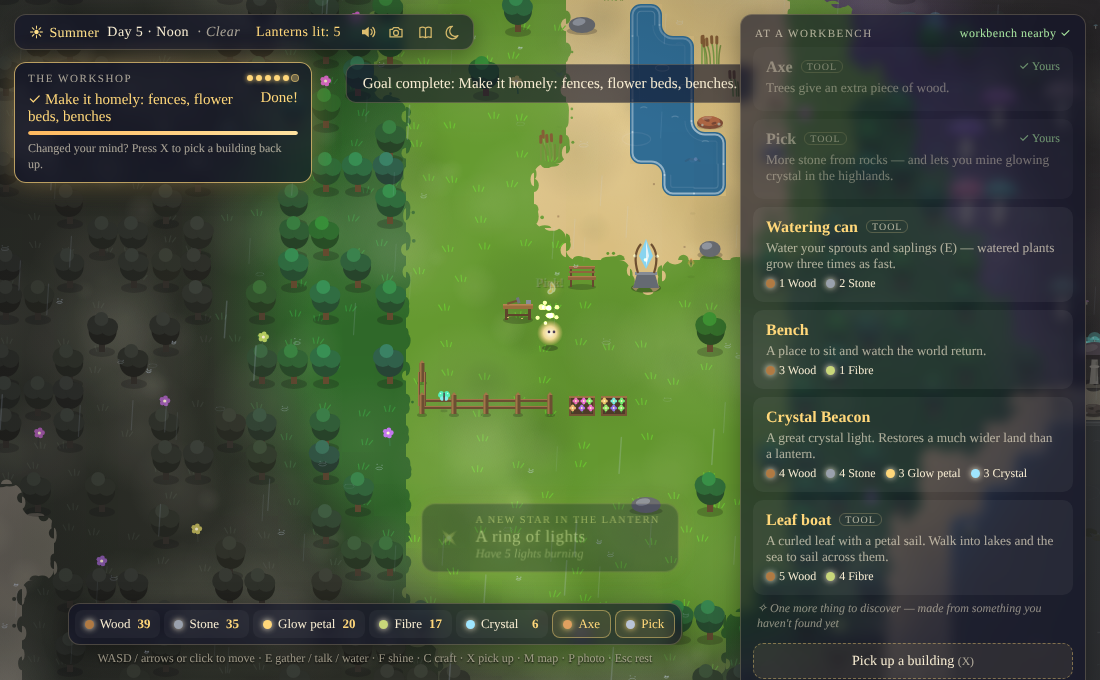 Summer Day 5 · Noon · Clear Lanterns lit: 5
THE WORKSHOP
✓ Make it homely: fences, flower
beds, benches
Done!
Changed your mind? Press X to pick a building back
up.
Goal complete: Make it homely: fences, flower beds, benches.
A NEW STAR IN THE LANTERN
A ring of lights
Have 5 lights burning
Wood 39 Stone 35 Glow petal 20 Fibre 17 Crystal 6 Axe Pick
WASD / arrows or click to move · E gather / talk / water · F shine · C craft · X pick up · M map · P photo · Esc rest
AT A WORKBENCH workbench nearby ✓
Axe TOOL ✓ Yours
Trees give an extra piece of wood.
Pick TOOL ✓ Yours
More stone from rocks — and lets you mine glowing
crystal in the highlands.
Watering can TOOL
Water your sprouts and saplings (E) — watered plants
grow three times as fast.
1 Wood 2 Stone
Bench
A place to sit and watch the world return.
3 Wood 1 Fibre
Crystal Beacon
A great crystal light. Restores a much wider land than
a lantern.
4 Wood 4 Stone 3 Glow petal 3 Crystal
Leaf boat TOOL
A curled leaf with a petal sail. Walk into lakes and the
sea to sail across them.
5 Wood 4 Fibre
✧ One more thing to discover — made from something you
haven't found yet
Pick up a building (X)